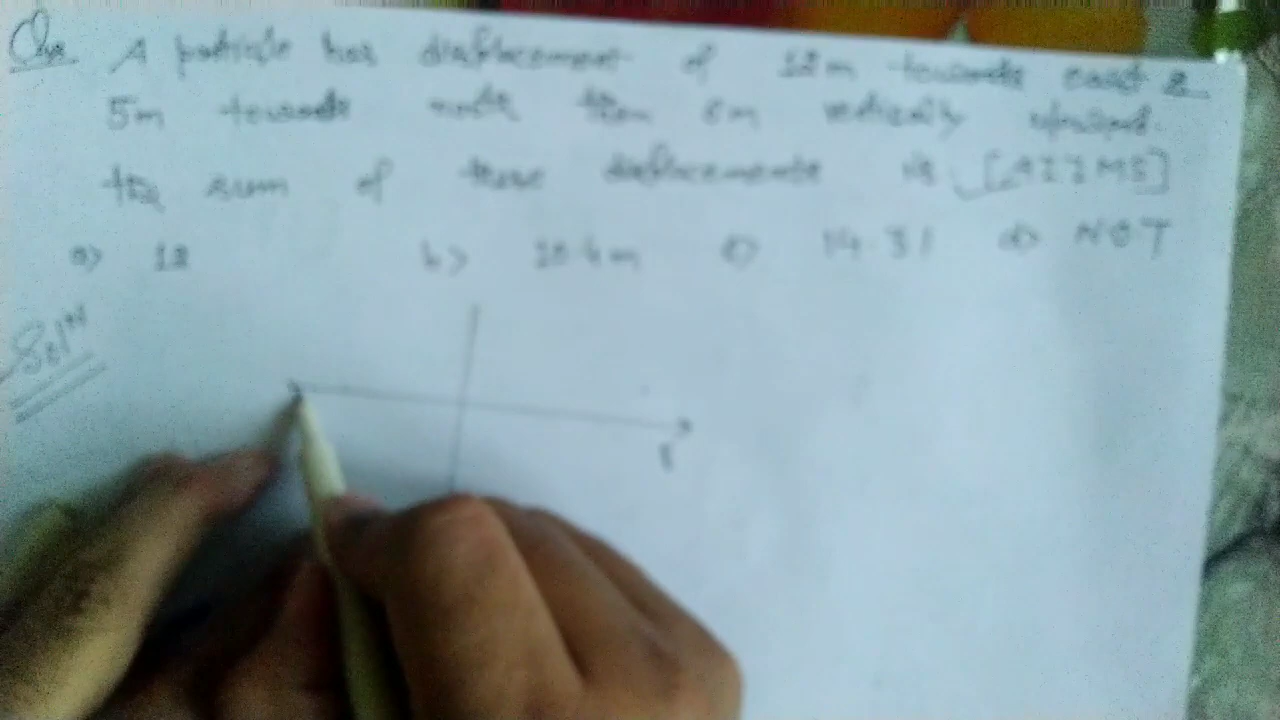 Que A particle has displacement of 12m towards east &
5m towards north then 6m vertically upward.
the sum of these displacements is [AIIMS]
a) 12 b) 10.4m c) 14.31 d) NOT
Solⁿ